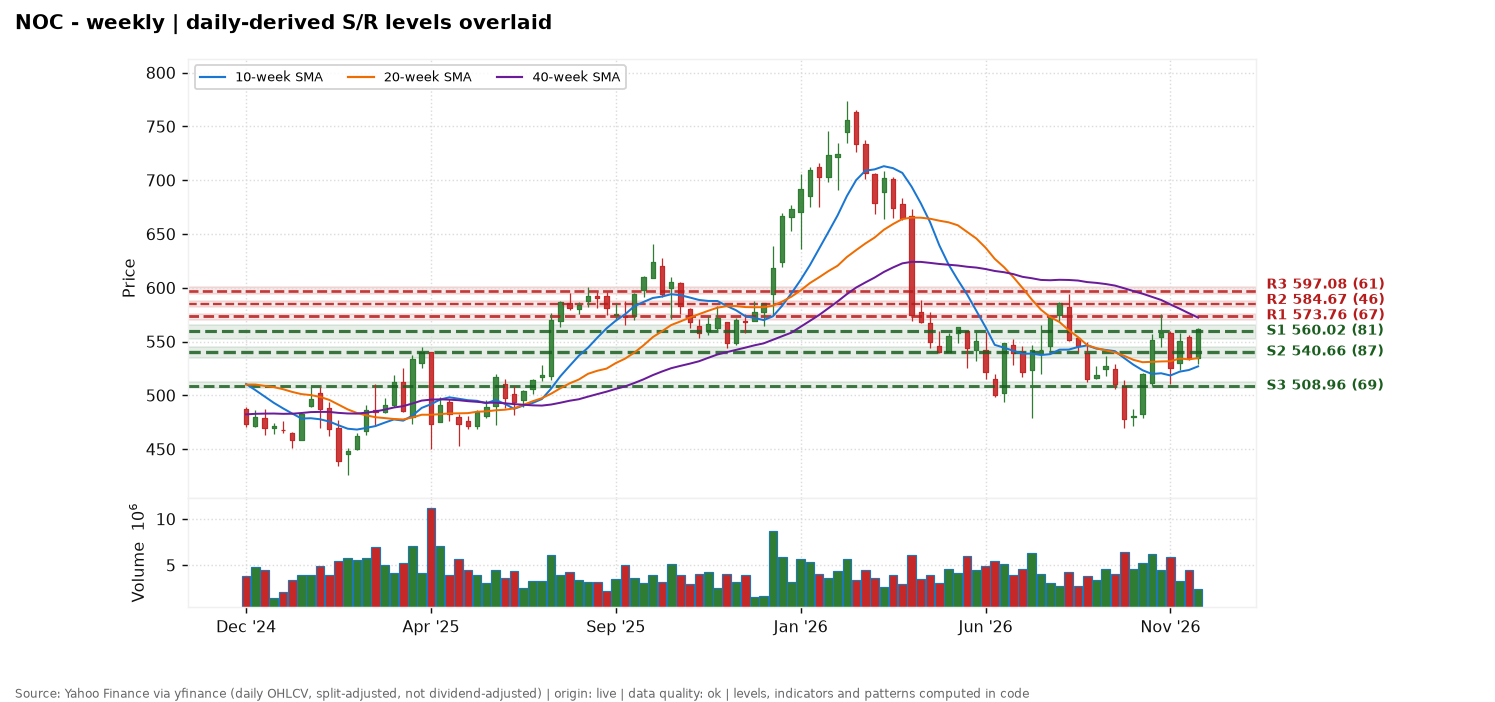 NOC - weekly | daily-derived S/R levels overlaid
10-week SMA 20-week SMA 40-week SMA
800
750
700
650
600
550
500
450
Price
R3 597.08 (61)
R2 584.67 (46)
R1 573.76 (67)
S1 560.02 (81)
S2 540.66 (87)
S3 508.96 (69)
10
5
Volume 10⁶
Dec '24 Apr '25 Sep '25 Jan '26 Jun '26 Nov '26
Source: Yahoo Finance via yfinance (daily OHLCV, split-adjusted, not dividend-adjusted) | origin: live | data quality: ok | levels, indicators and patterns computed in code